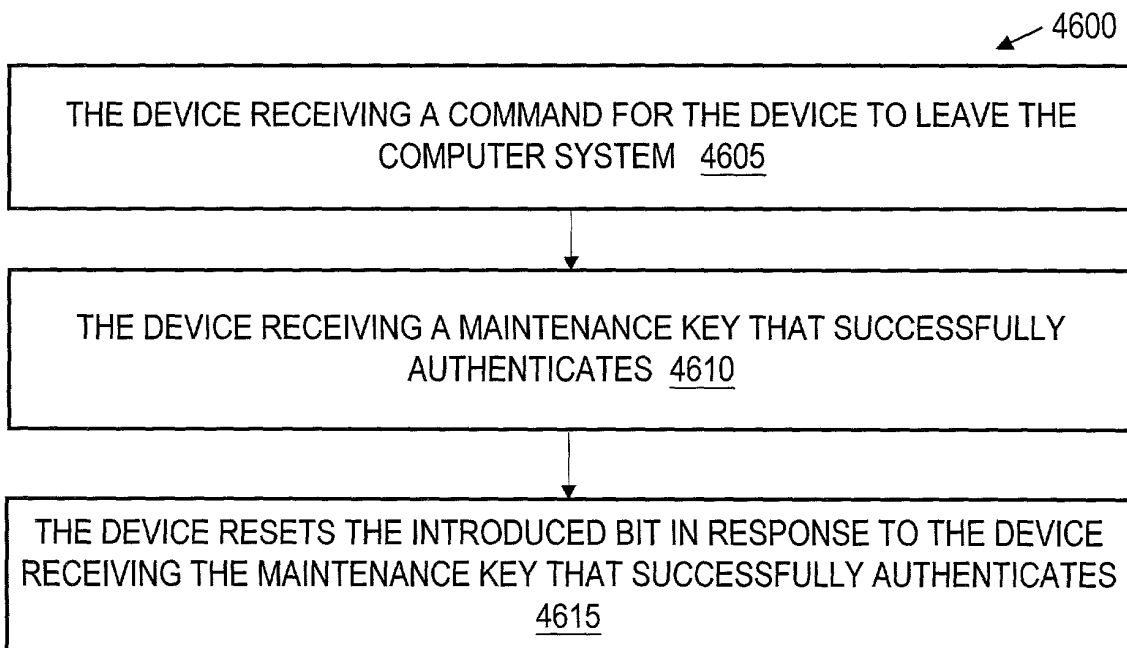 4600
THE DEVICE RECEIVING A COMMAND FOR THE DEVICE TO LEAVE THE
COMPUTER SYSTEM 4605
THE DEVICE RECEIVING A MAINTENANCE KEY THAT SUCCESSFULLY
AUTHENTICATES 4610
THE DEVICE RESETS THE INTRODUCED BIT IN RESPONSE TO THE DEVICE
RECEIVING THE MAINTENANCE KEY THAT SUCCESSFULLY AUTHENTICATES
4615